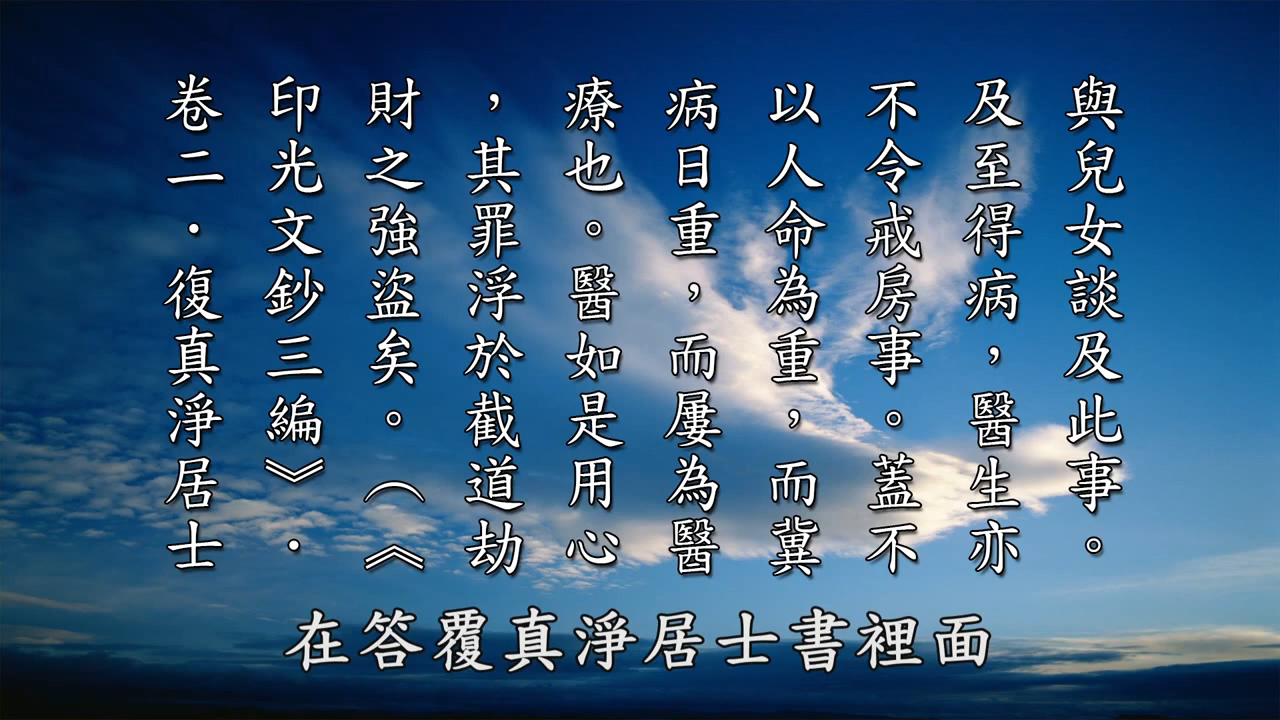 與兒女談及此事。
及至得病，醫生亦
不令戒房事。蓋不
以人命為重，而冀
病日重，而屢為醫
療也。醫如是用心
，其罪浮於截道劫
財之強盜矣。（《
印光文鈔三編》．
卷二．復真淨居士
在答覆真淨居士書裡面